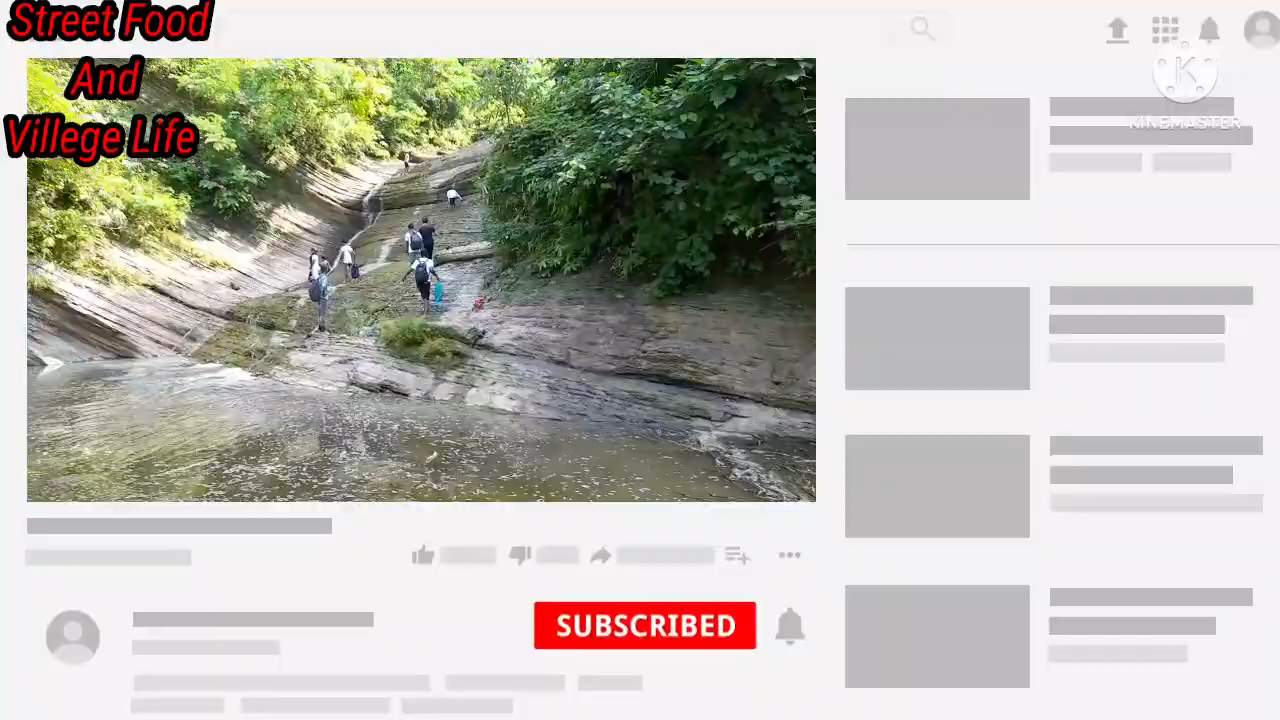 Street Food
And
Villege Life
K
KINEMASTER
SUBSCRIBED